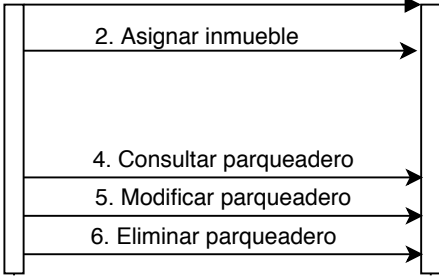 2. Asignar inmueble
4. Consultar parqueadero
5. Modificar parqueadero
6. Eliminar parqueadero